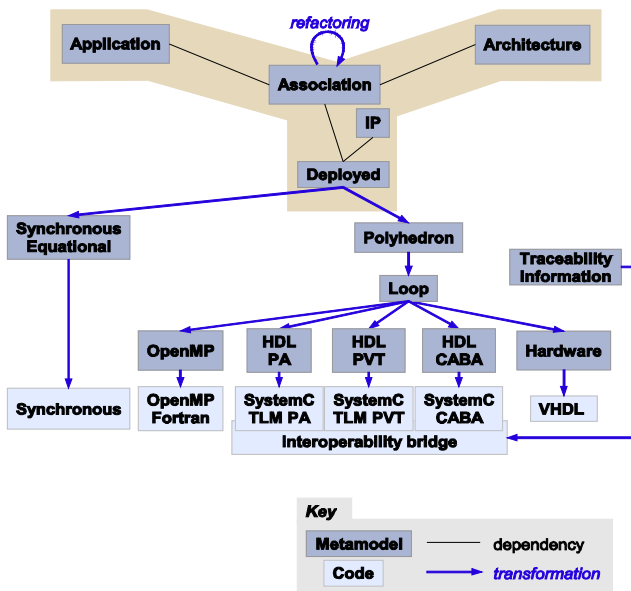 refactoring
Application
Architecture
Association
IP
Deployed
Synchronous
Equational
Polyhedron
Traceability
Information
Loop
OpenMP
HDL
PA
HDL
PVT
HDL
CABA
Hardware
Synchronous
OpenMP
Fortran
SystemC
TLM PA
SystemC
TLM PVT
SystemC
CABA
VHDL
Interoperability bridge
Key
Metamodel
dependency
Code
transformation